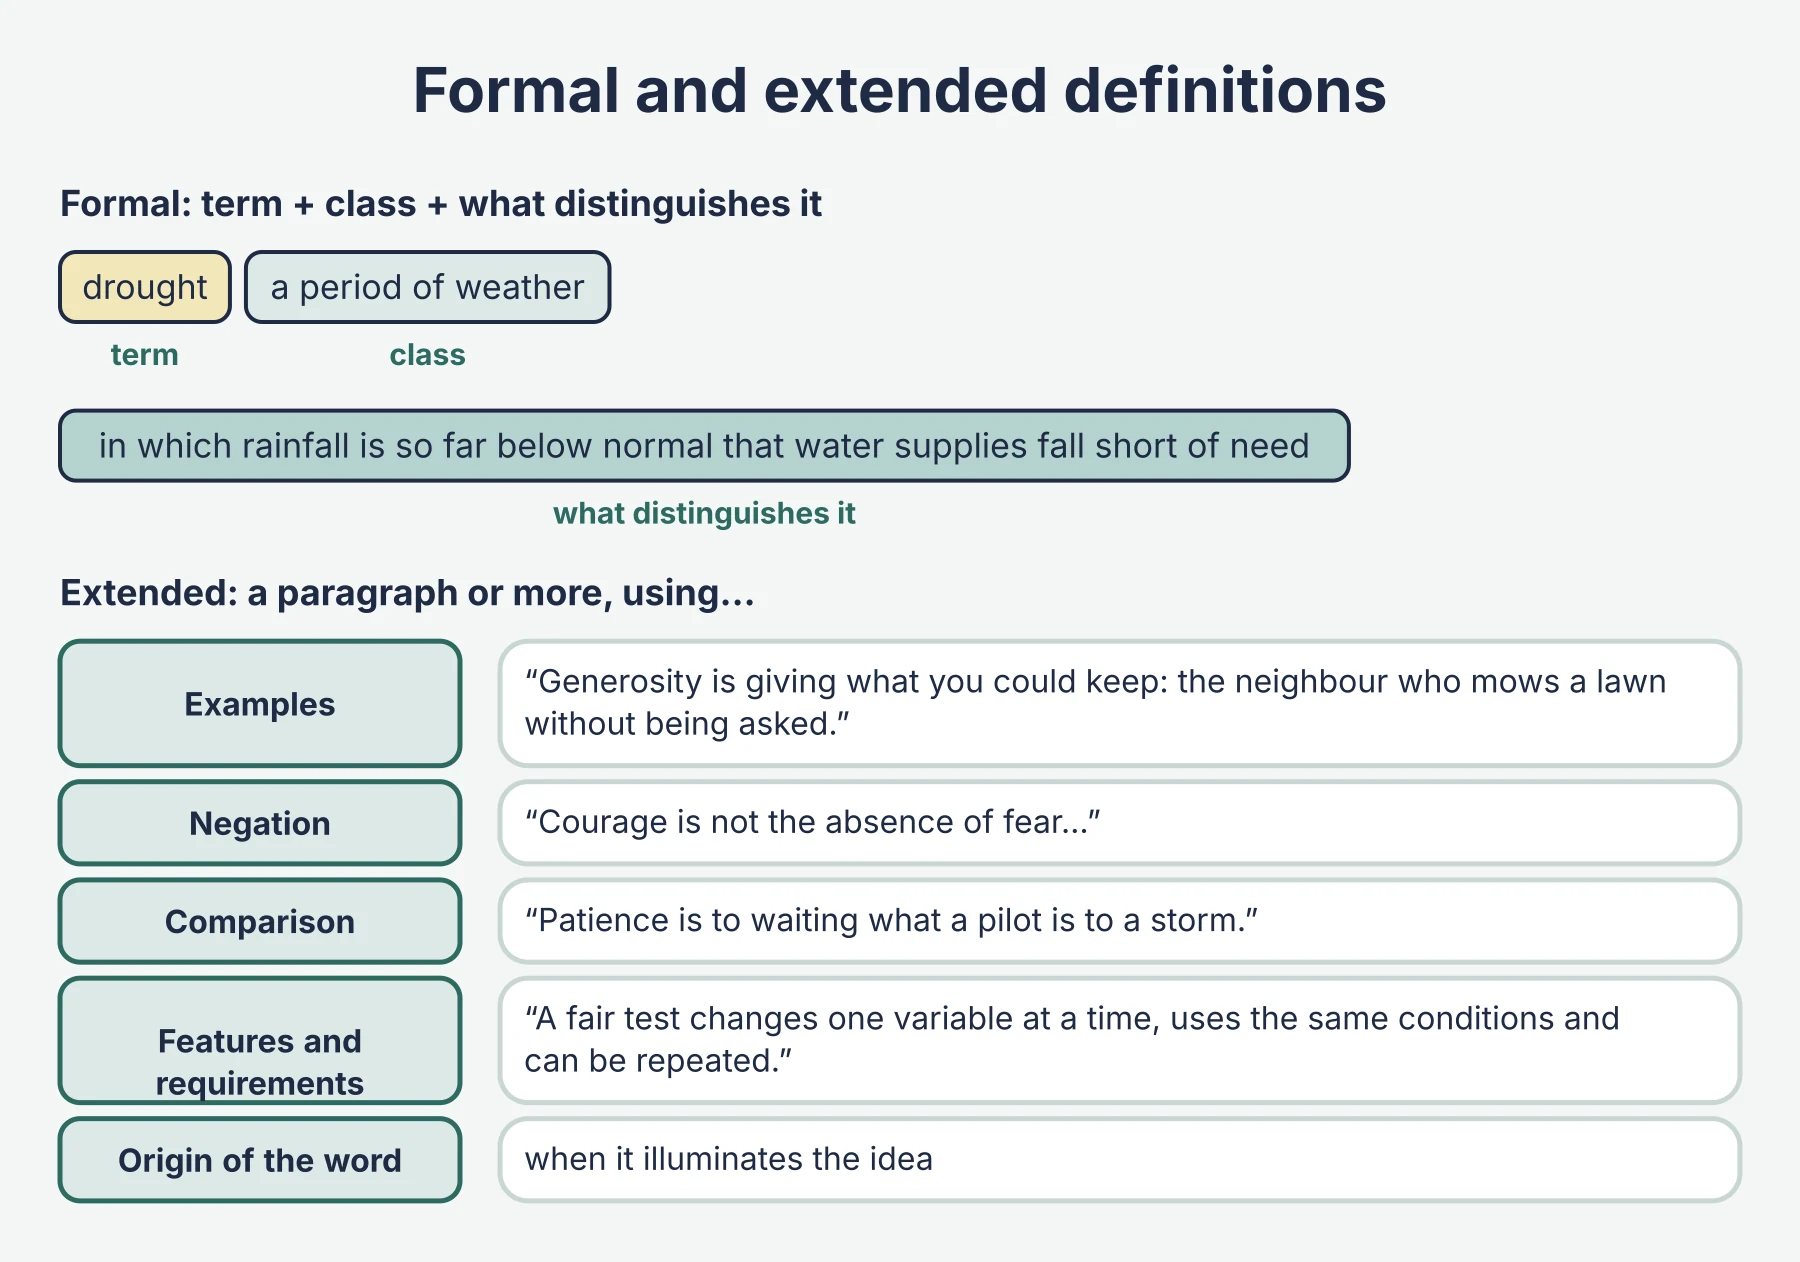 Formal and extended definitions
Formal: term + class + what distinguishes it
drought a period of weather
term class
in which rainfall is so far below normal that water supplies fall short of need
what distinguishes it
Extended: a paragraph or more, using…
Examples
“Generosity is giving what you could keep: the neighbour who mows a lawn
without being asked.”
Negation
“Courage is not the absence of fear…”
Comparison
“Patience is to waiting what a pilot is to a storm.”
Features and
requirements
“A fair test changes one variable at a time, uses the same conditions and
can be repeated.”
Origin of the word
when it illuminates the idea